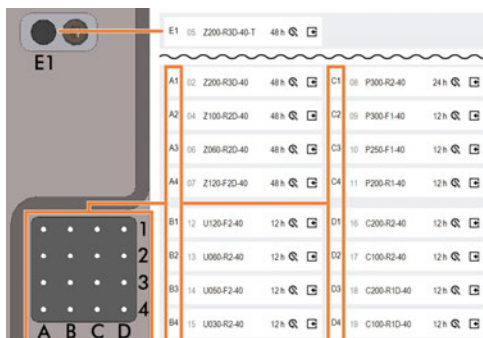 E1 05 Z200-R3D-40-T 48 h
E1
A1 02 Z200-R3D-40 48 h
C1 08 P300-R2-40 24 h
A2 04 Z100-R2D-40 48 h
C2 09 P300-F1-40 12 h
A3 06 Z060-R2D-40 48 h
C3 10 P250-F1-40 12 h
A4 07 Z120-F2D-40 48 h
C4 11 P200-R1-40 12 h
B1 12 U120-F2-40 12 h
D1 16 C200-R2-40 12 h
B2 13 U060-R2-40 12 h
D2 17 C100-R2-40 12 h
B3 14 U050-F2-40 12 h
D3 18 C200-R1D-40 12 h
B4 15 U030-R2-40 12 h
D4 19 C100-R1D-40 12 h
1
2
3
4
A B C D